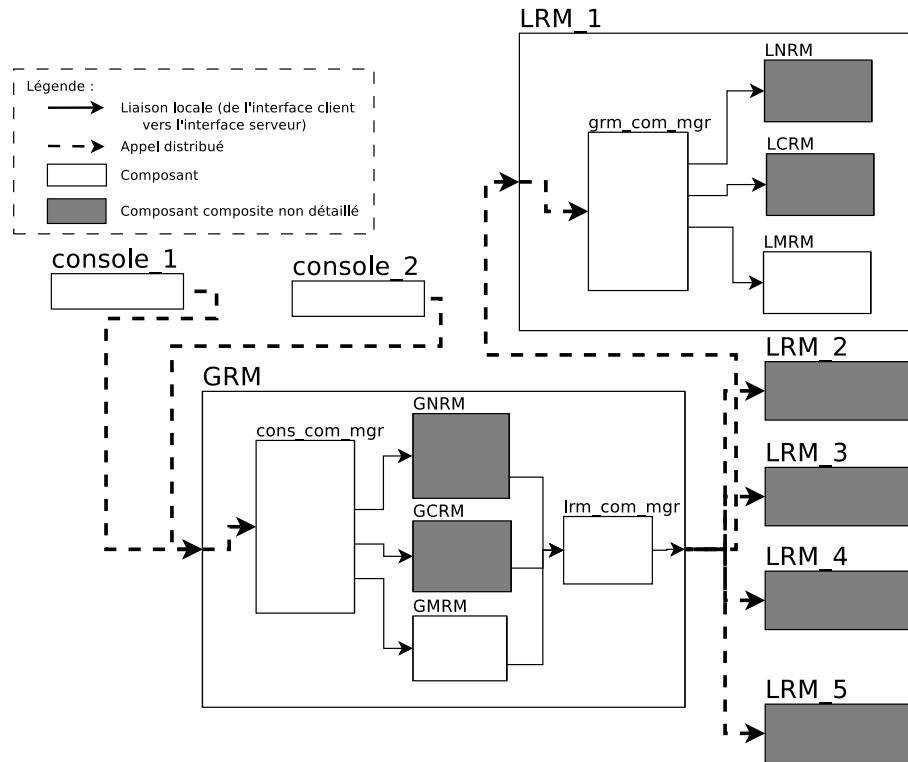 LRM_1
Légende :
Liaison locale (de l'interface client
vers l'interface serveur)
Appel distribué
Composant
Composant composite non détaillé
LNRM
grm_com_mgr
LCRM
LMRM
console_1
console_2
LRM_2
GRM
GNRM
cons_com_mgr
LRM_3
GCRM
lrm_com_mgr
LRM_4
GMRM
LRM_5